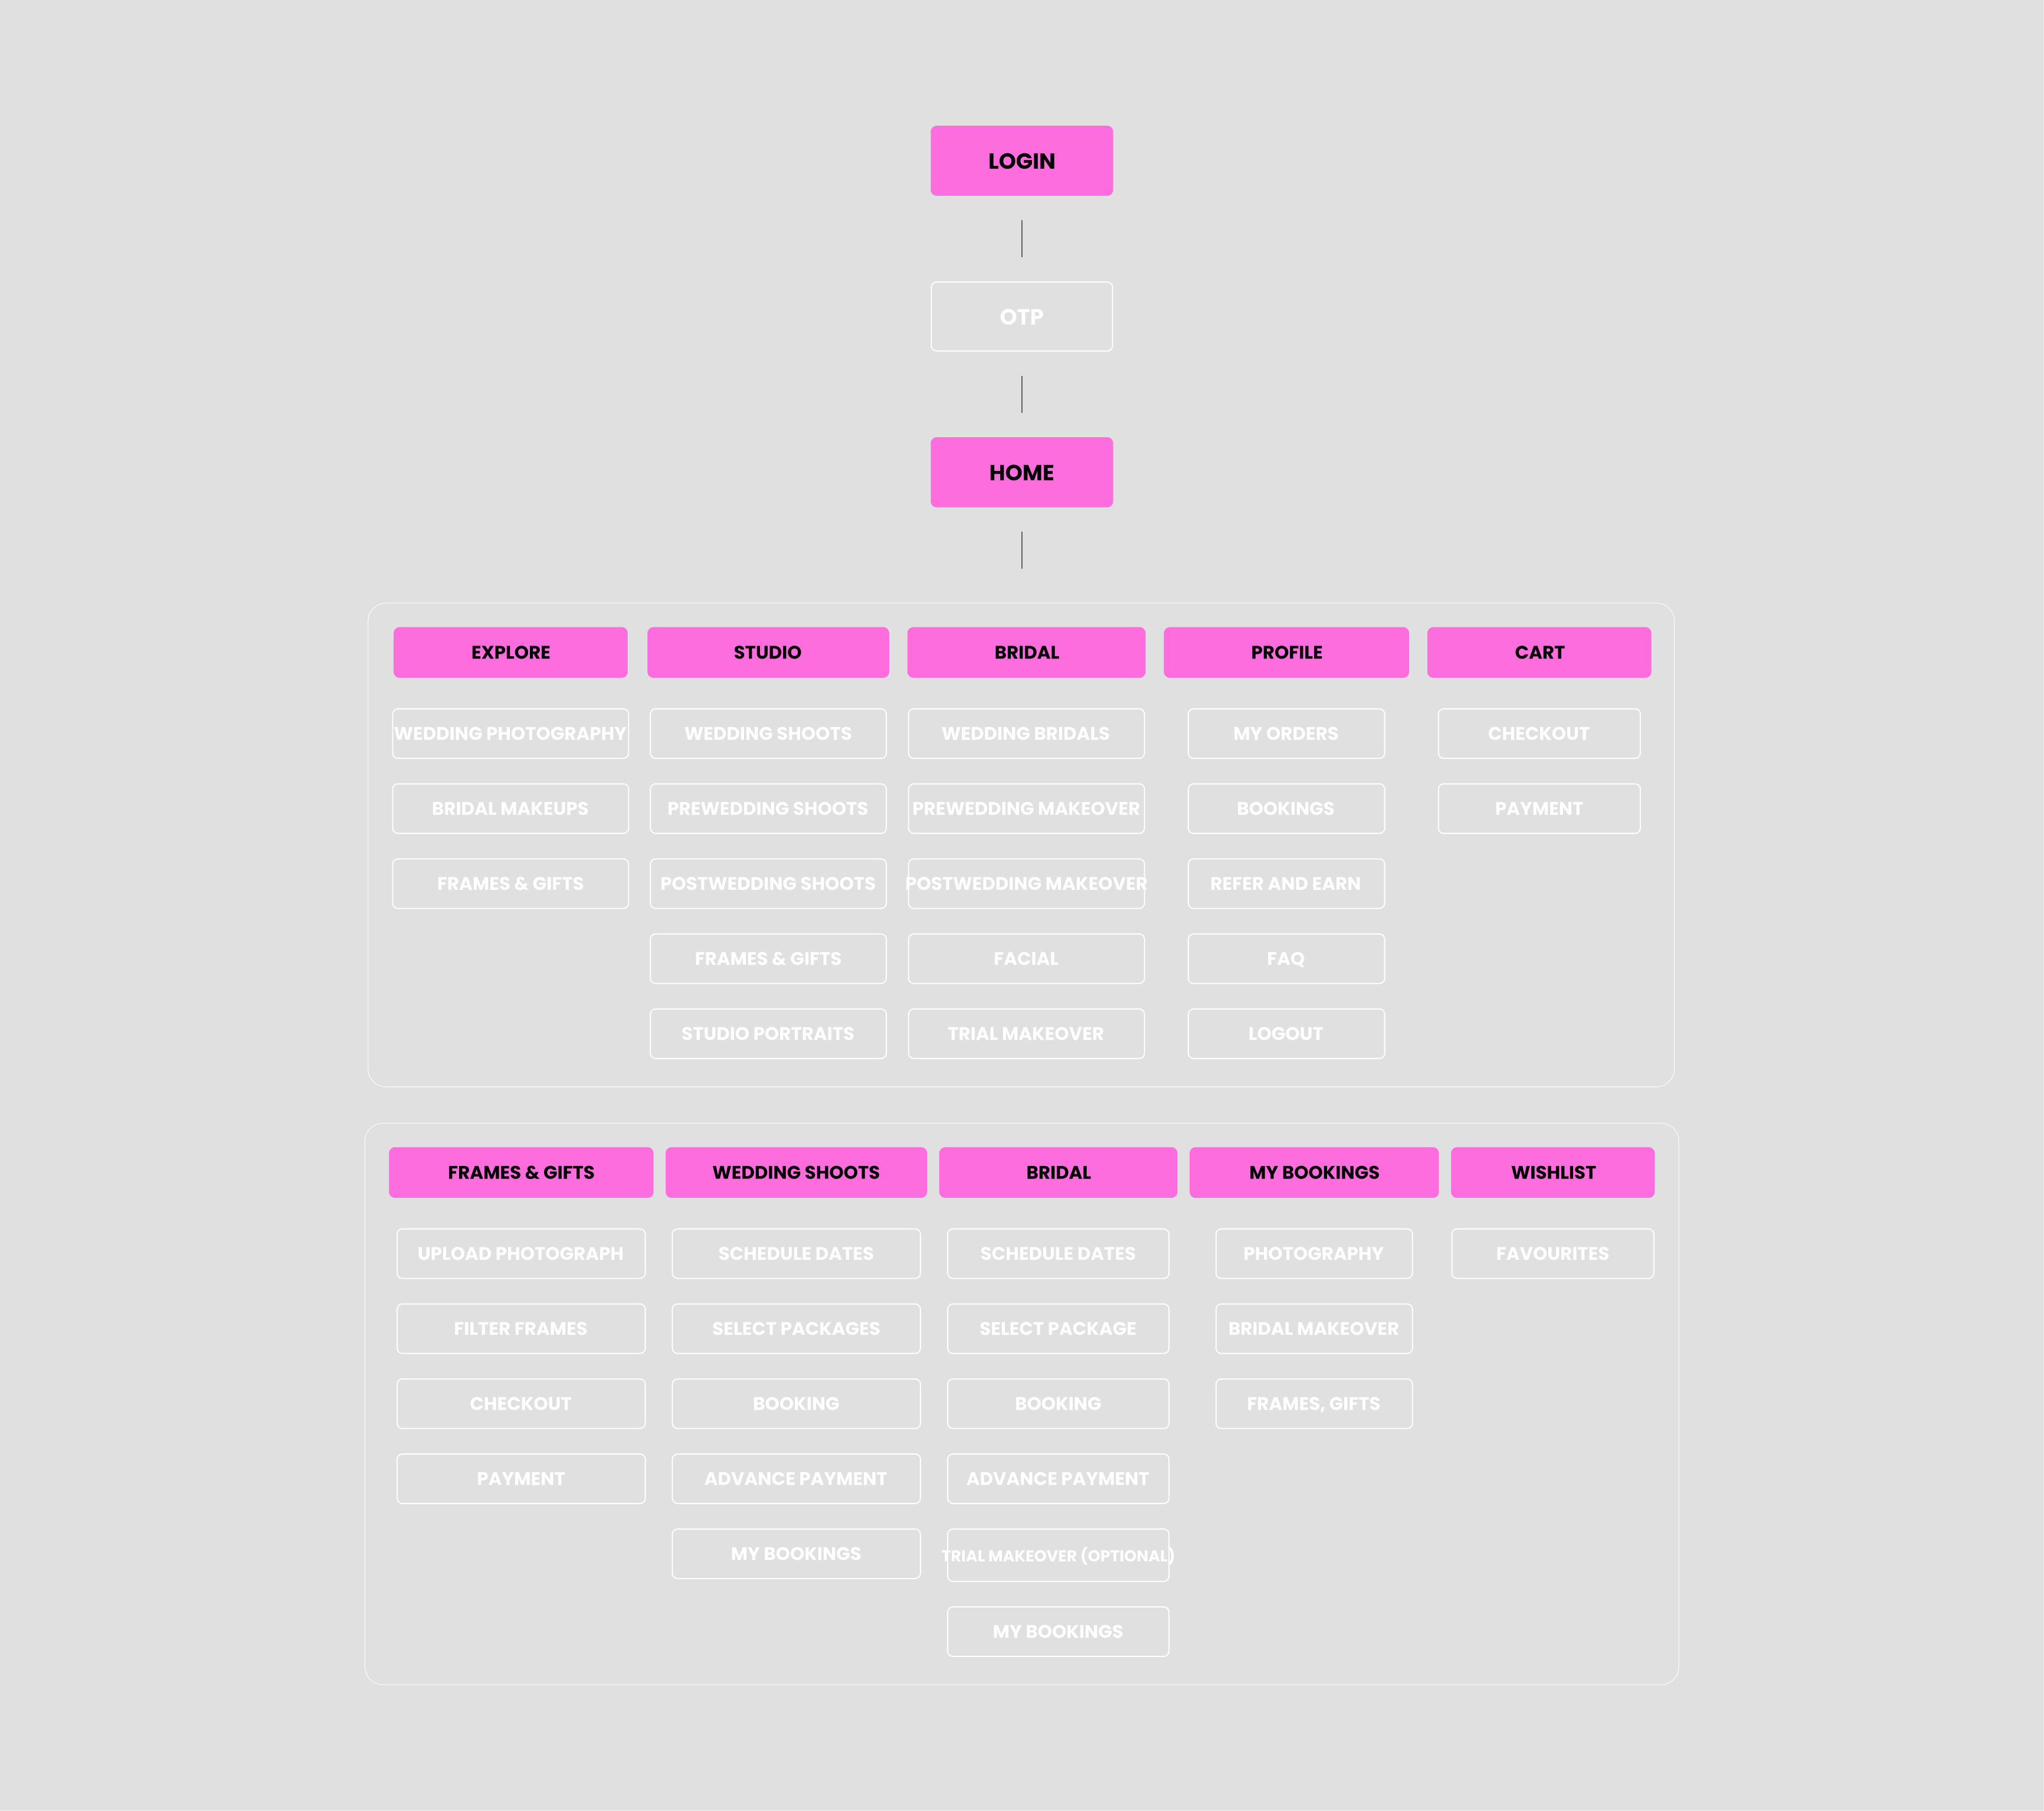 LOGIN
OTP
HOME
EXPLORE
STUDIO
BRIDAL
PROFILE
CART
WEDDING PHOTOGRAPHY
WEDDING SHOOTS
WEDDING BRIDALS
MY ORDERS
CHECKOUT
BRIDAL MAKEUPS
PREWEDDING SHOOTS
PREWEDDING MAKEOVER
BOOKINGS
PAYMENT
FRAMES & GIFTS
POSTWEDDING SHOOTS
POSTWEDDING MAKEOVER
REFER AND EARN
FRAMES & GIFTS
FACIAL
FAQ
STUDIO PORTRAITS
TRIAL MAKEOVER
LOGOUT
FRAMES & GIFTS
WEDDING SHOOTS
BRIDAL
MY BOOKINGS
WISHLIST
UPLOAD PHOTOGRAPH
SCHEDULE DATES
SCHEDULE DATES
PHOTOGRAPHY
FAVOURITES
FILTER FRAMES
SELECT PACKAGES
SELECT PACKAGE
BRIDAL MAKEOVER
CHECKOUT
BOOKING
BOOKING
FRAMES, GIFTS
PAYMENT
ADVANCE PAYMENT
ADVANCE PAYMENT
MY BOOKINGS
TRIAL MAKEOVER (OPTIONAL)
MY BOOKINGS